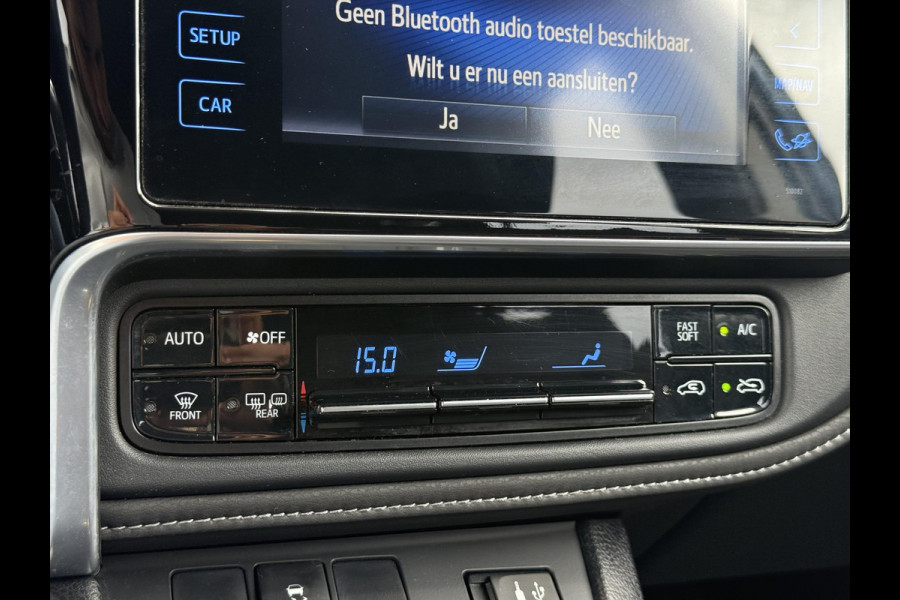 Geen Bluetooth audio toestel beschikbaar.
Wilt u er nu een aansluiten?
Ja
Nee
SETUP
CAR
MAP/NAV
AUTO
OFF
15.0
FAST
SOFT
A/C
FRONT
REAR